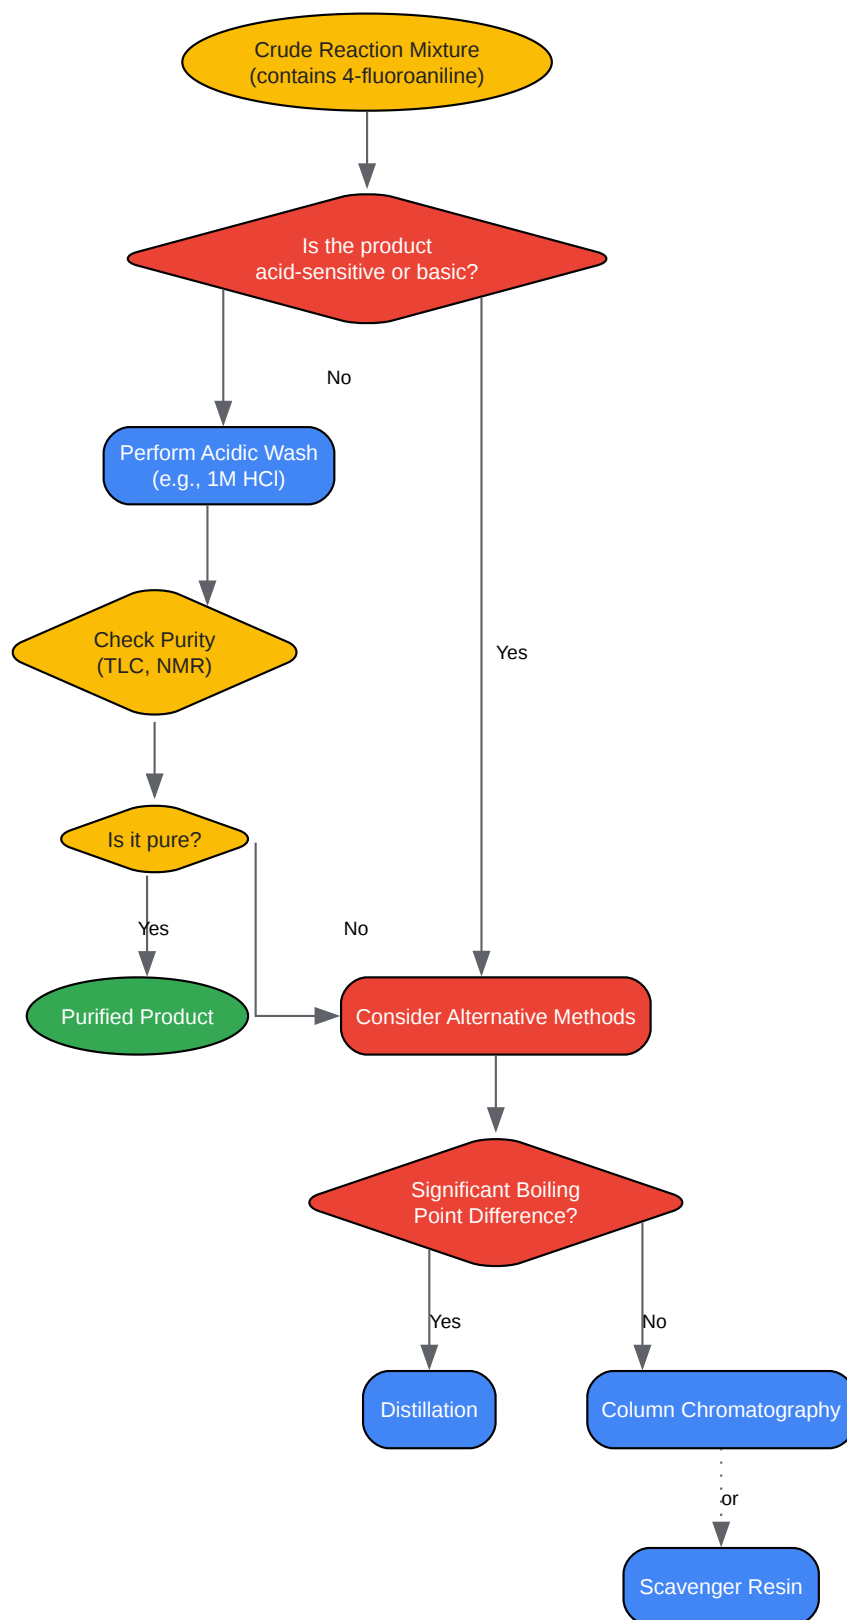 Crude Reaction Mixture
(contains 4-fluoroaniline)
Is the product
acid-sensitive or basic?
No
Perform Acidic Wash
(e.g., 1M HCl)
Check Purity
(TLC, NMR)
Yes
Is it pure?
Yes
No
Purified Product
Consider Alternative Methods
Significant Boiling
Point Difference?
Yes
No
Distillation
Column Chromatography
or
Scavenger Resin